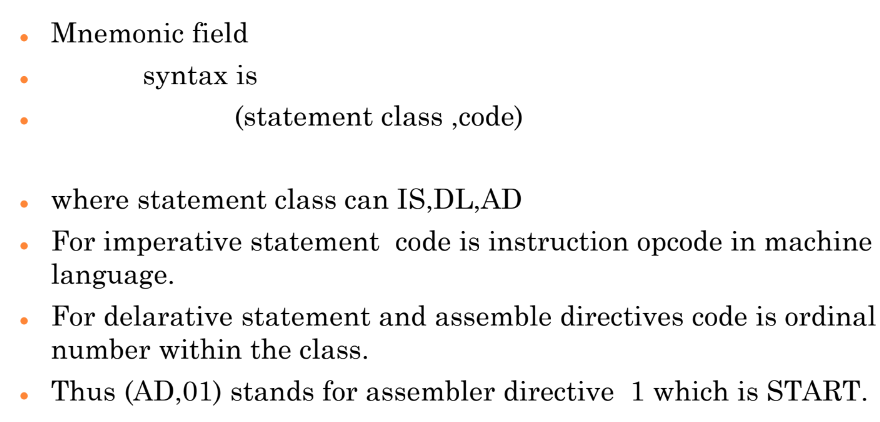 Mnemonic field
syntax is
(statement class ,code)
where statement class can IS,DL,AD
For imperative statement code is instruction opcode in machine
language.
For delarative statement and assemble directives code is ordinal
number within the class.
Thus (AD,01) stands for assembler directive 1 which is START.